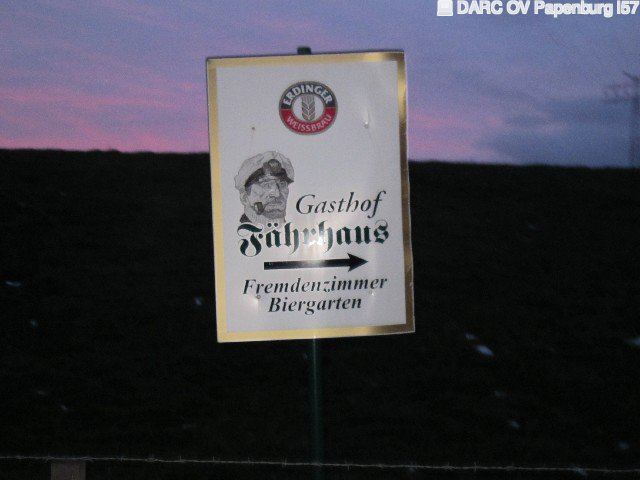 DARC OV Papenburg I57
ERDINGER
WEISSBRÄU
Gasthof
Fährhaus
Fremdenzimmer
Biergarten